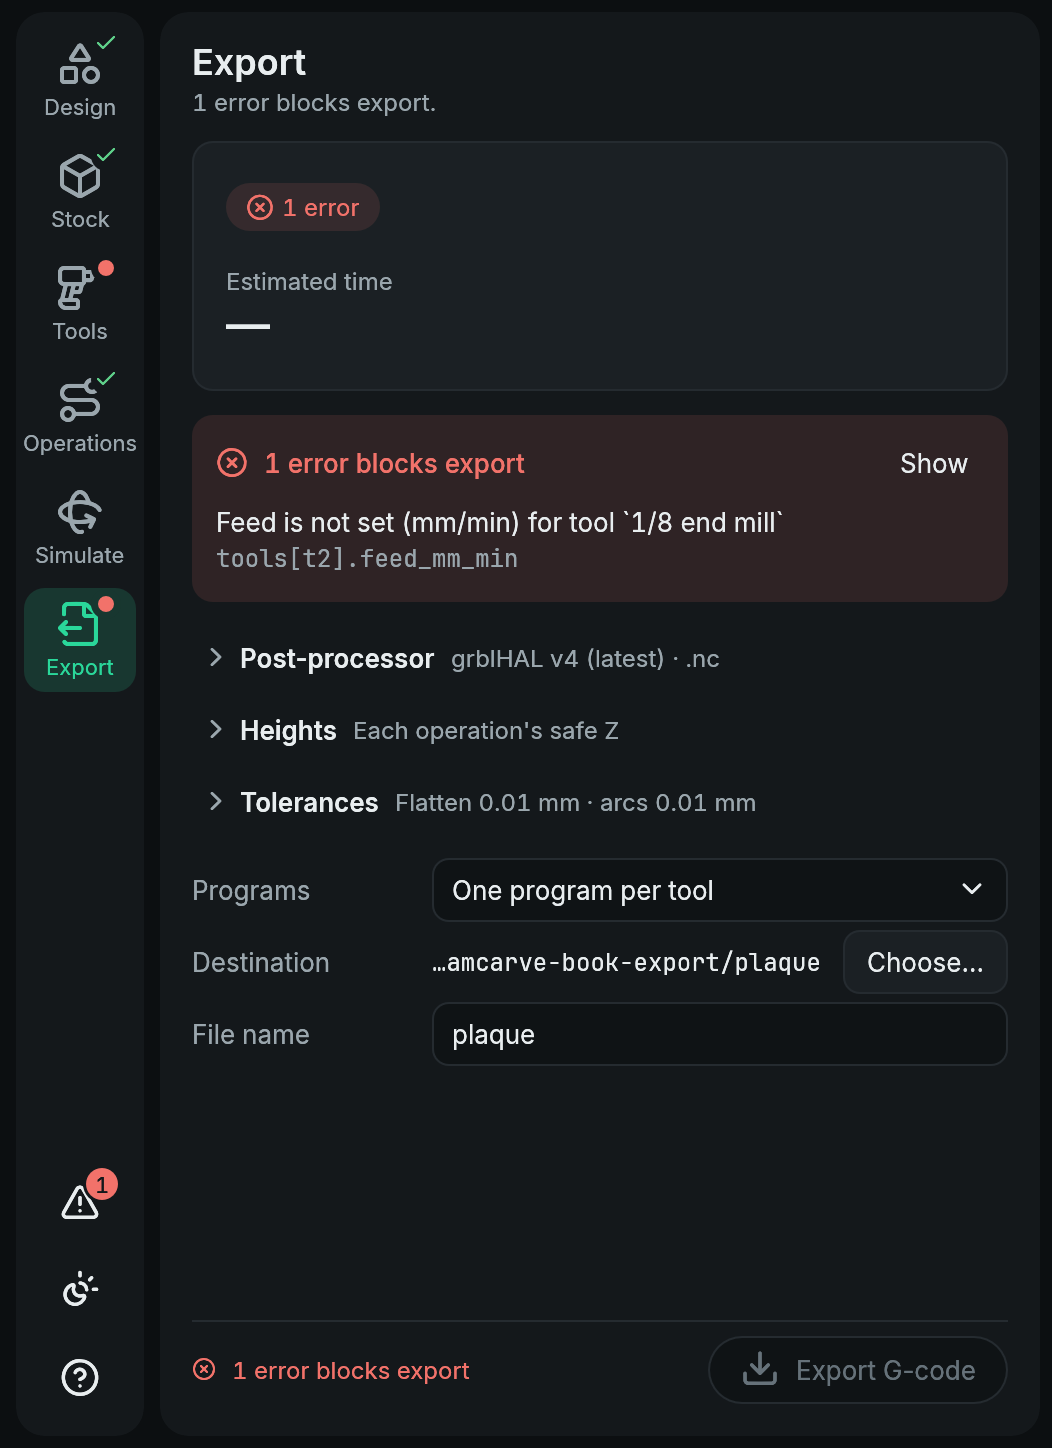 Design
Stock
Tools
Operations
Simulate
Export
1
Export
1 error blocks export.
1 error
Estimated time
—
1 error blocks export
Show
Feed is not set (mm/min) for tool `1/8 end mill`
tools[t2].feed_mm_min
Post-processor grblHAL v4 (latest) · .nc
Heights Each operation's safe Z
Tolerances Flatten 0.01 mm · arcs 0.01 mm
Programs One program per tool
Destination …amcarve-book-export/plaque Choose…
File name plaque
1 error blocks export Export G-code